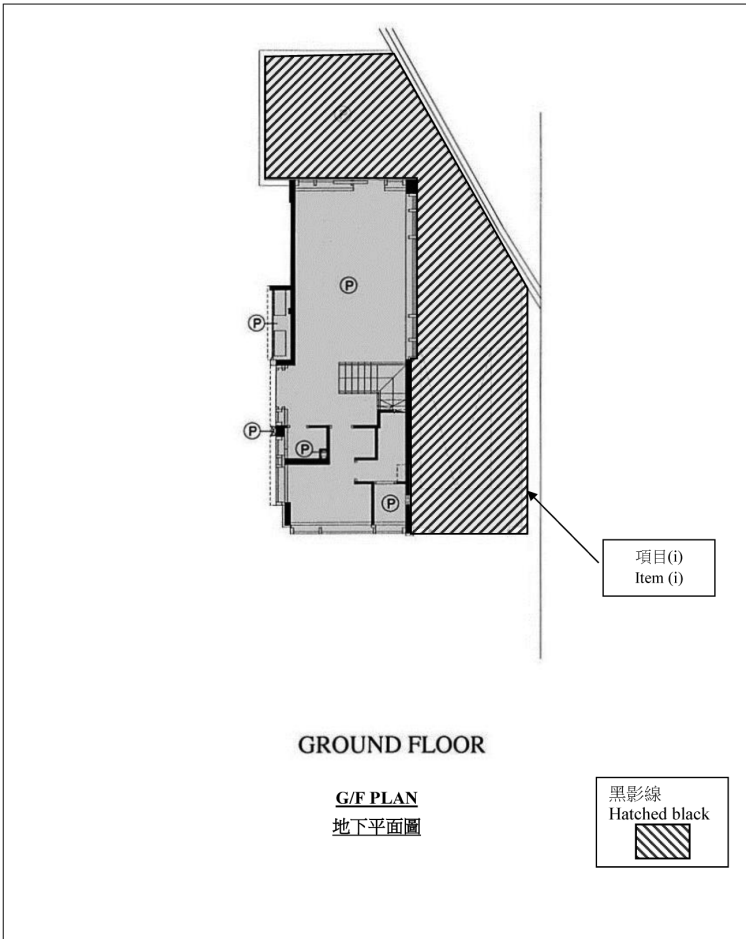 P
P
P
P
P
項目(i)
Item (i)
GROUND FLOOR
G/F PLAN
地下平面圖
黑影線
Hatched black